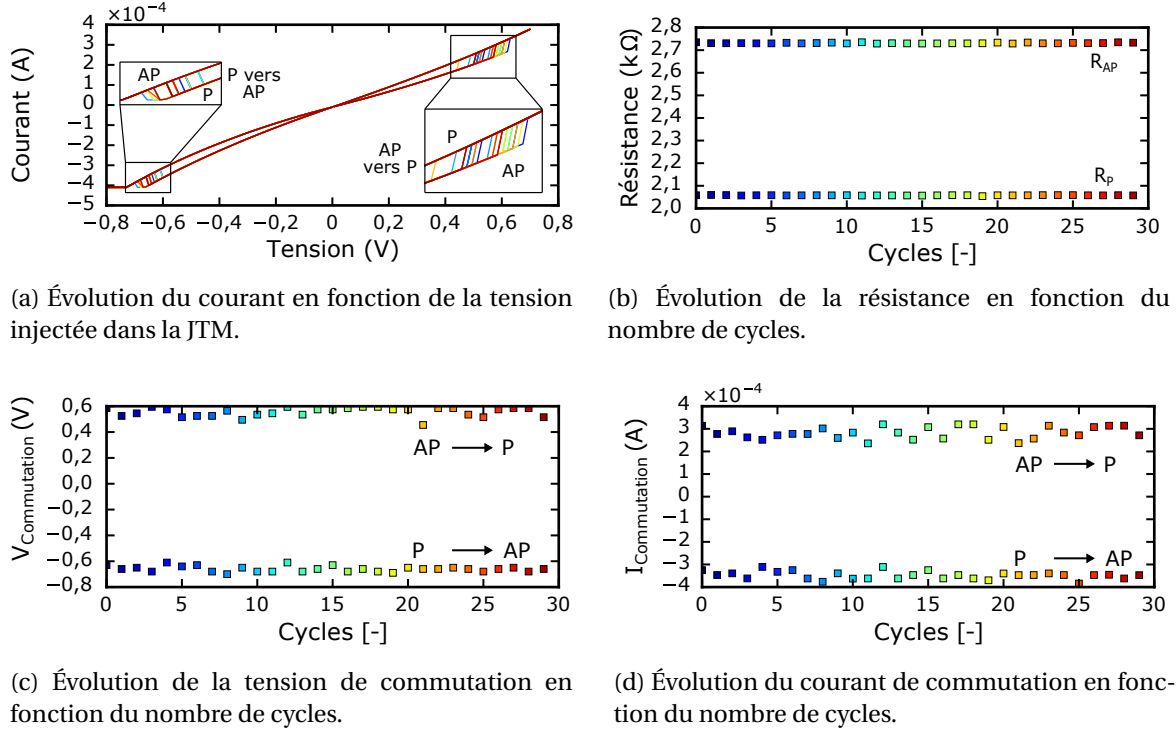 ×10⁻⁴
4
3
2
1
0
−1
−2
−3
−4
−5
Courant (A)
AP
P
P vers
AP
AP
vers P
P
AP
−0,8 −0,6 −0,4 −0,2 0 0,2 0,4 0,6 0,8
Tension (V)
(a) Évolution du courant en fonction de la tension
injectée dans la JTM.
2,8
2,7
2,6
2,5
2,4
2,3
2,2
2,1
2,0
Résistance (kΩ)
R_AP
R_P
0 5 10 15 20 25 30
Cycles [-]
(b) Évolution de la résistance en fonction du
nombre de cycles.
0,6
0,4
0,2
0,0
−0,2
−0,4
−0,6
−0,8
V_Commutation (V)
AP → P
P → AP
0 5 10 15 20 25 30
Cycles [-]
(c) Évolution de la tension de commutation en
fonction du nombre de cycles.
×10⁻⁴
4
3
2
1
0
−1
−2
−3
−4
I_Commutation (A)
AP → P
P → AP
0 5 10 15 20 25 30
Cycles [-]
(d) Évolution du courant de commutation en fonc-
tion du nombre de cycles.